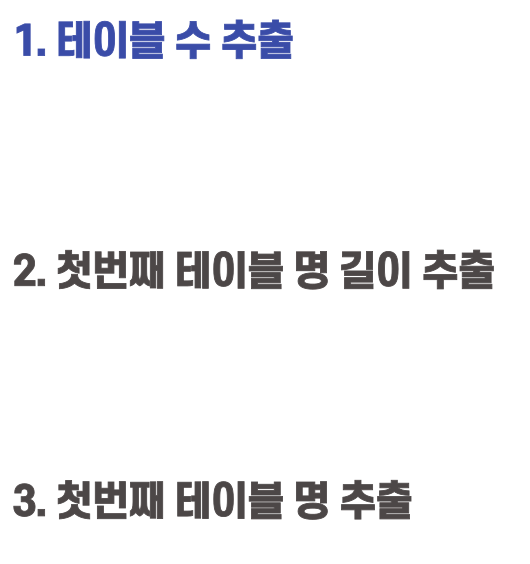 1. 테이블 수 추출
2. 첫번째 테이블 명 길이 추출
3. 첫번째 테이블 명 추출